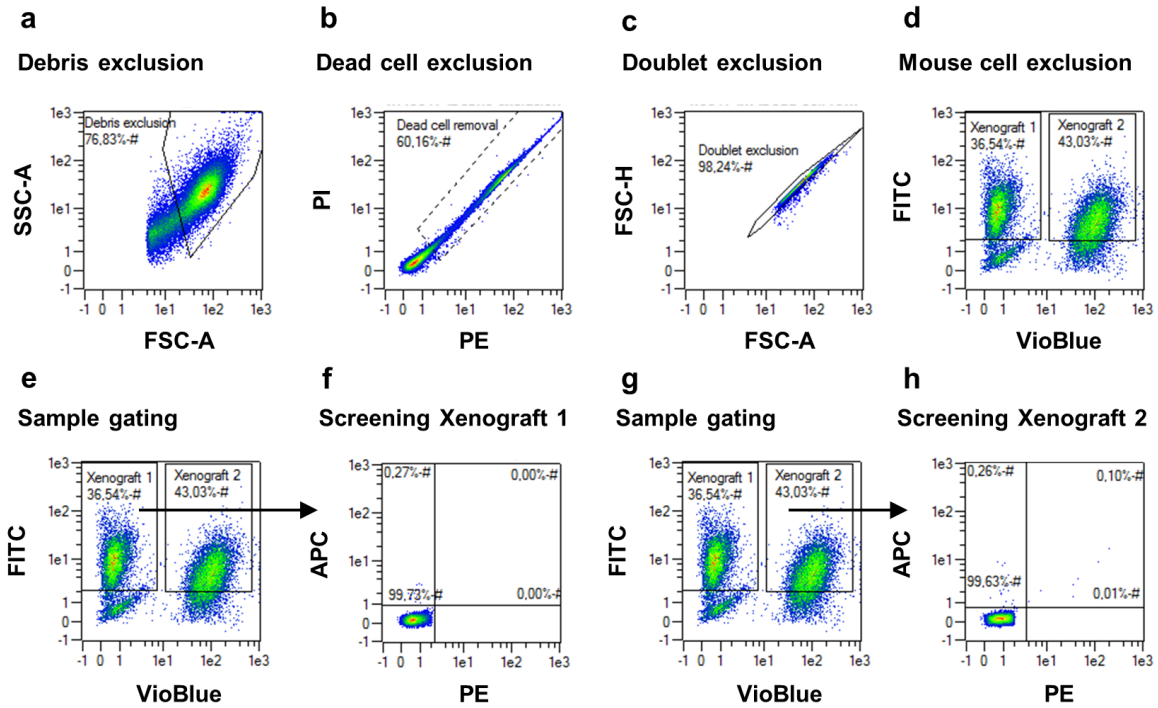 a
Debris exclusion
1e3
1e2
1e1
1
0
-1
Debris exclusion
76,83%-#
-1 0 1 1e1 1e2 1e3
SSC-A
FSC-A
b
Dead cell exclusion
1e3
1e2
1e1
1
0
-1
Dead cell removal
60,16%-#
-1 0 1 1e1 1e2 1e3
PI
PE
c
Doublet exclusion
1e3
1e2
1e1
1
0
-1
Doublet exclusion
98,24%-#
-1 0 1 1e1 1e2 1e3
FSC-H
FSC-A
d
Mouse cell exclusion
1e3
1e2
1e1
1
0
-1
Xenograft 1
36,54%-#
Xenograft 2
43,03%-#
-1 0 1 1e1 1e2 1e3
FITC
VioBlue
e
Sample gating
1e3
1e2
1e1
1
0
-1
Xenograft 1
36,54%-#
Xenograft 2
43,03%-#
-1 0 1 1e1 1e2 1e3
FITC
VioBlue
f
Screening Xenograft 1
1e3
1e2
1e1
1
0
-1
0,27%-#
0,00%-#
99,73%-#
0,00%-#
-1 0 1 1e1 1e2 1e3
APC
PE
g
Sample gating
1e3
1e2
1e1
1
0
-1
Xenograft 1
36,54%-#
Xenograft 2
43,03%-#
-1 0 1 1e1 1e2 1e3
FITC
VioBlue
h
Screening Xenograft 2
1e3
1e2
1e1
1
0
-1
0,26%-#
0,10%-#
99,63%-#
0,01%-#
-1 0 1 1e1 1e2 1e3
APC
PE